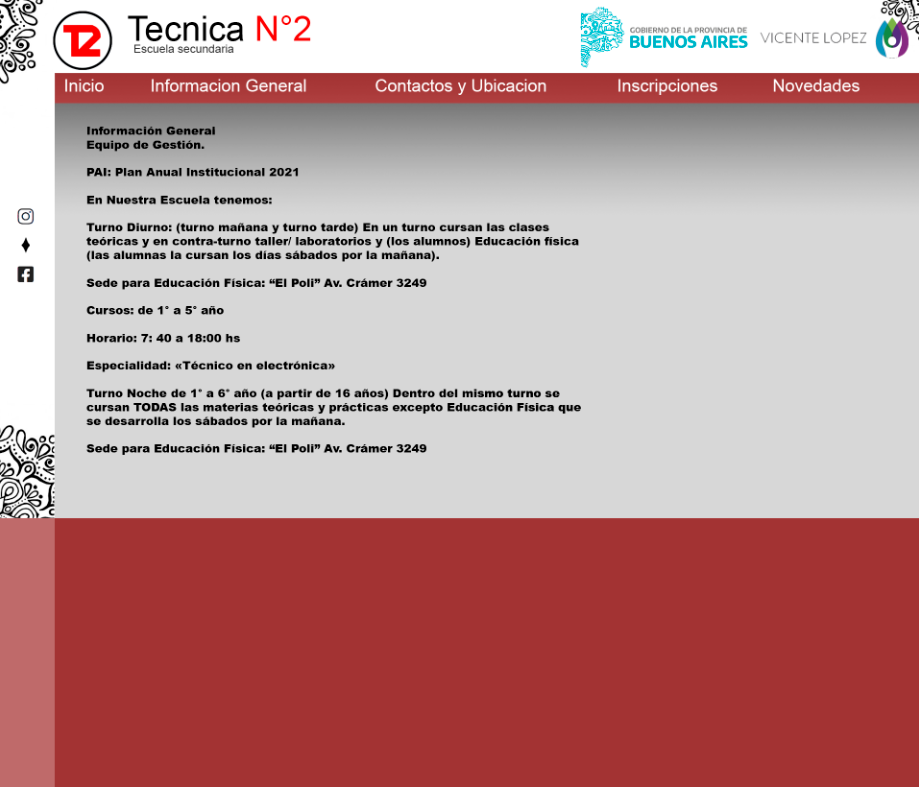 T2
Tecnica N°2
Escuela secundaria
GOBIERNO DE LA PROVINCIA DE
BUENOS AIRES
VICENTE LOPEZ
Inicio
Informacion General
Contactos y Ubicacion
Inscripciones
Novedades
Información General
Equipo de Gestión.
PAI: Plan Anual Institucional 2021
En Nuestra Escuela tenemos:
Turno Diurno: (turno mañana y turno tarde) En un turno cursan las clases
teóricas y en contra-turno taller/ laboratorios y (los alumnos) Educación física
(las alumnas la cursan los días sábados por la mañana).
Sede para Educación Física: “El Poli” Av. Crámer 3249
Cursos: de 1° a 5° año
Horario: 7: 40 a 18:00 hs
Especialidad: «Técnico en electrónica»
Turno Noche de 1° a 6° año (a partir de 16 años) Dentro del mismo turno se
cursan TODAS las materias teóricas y prácticas excepto Educación Física que
se desarrolla los sábados por la mañana.
Sede para Educación Física: “El Poli” Av. Crámer 3249